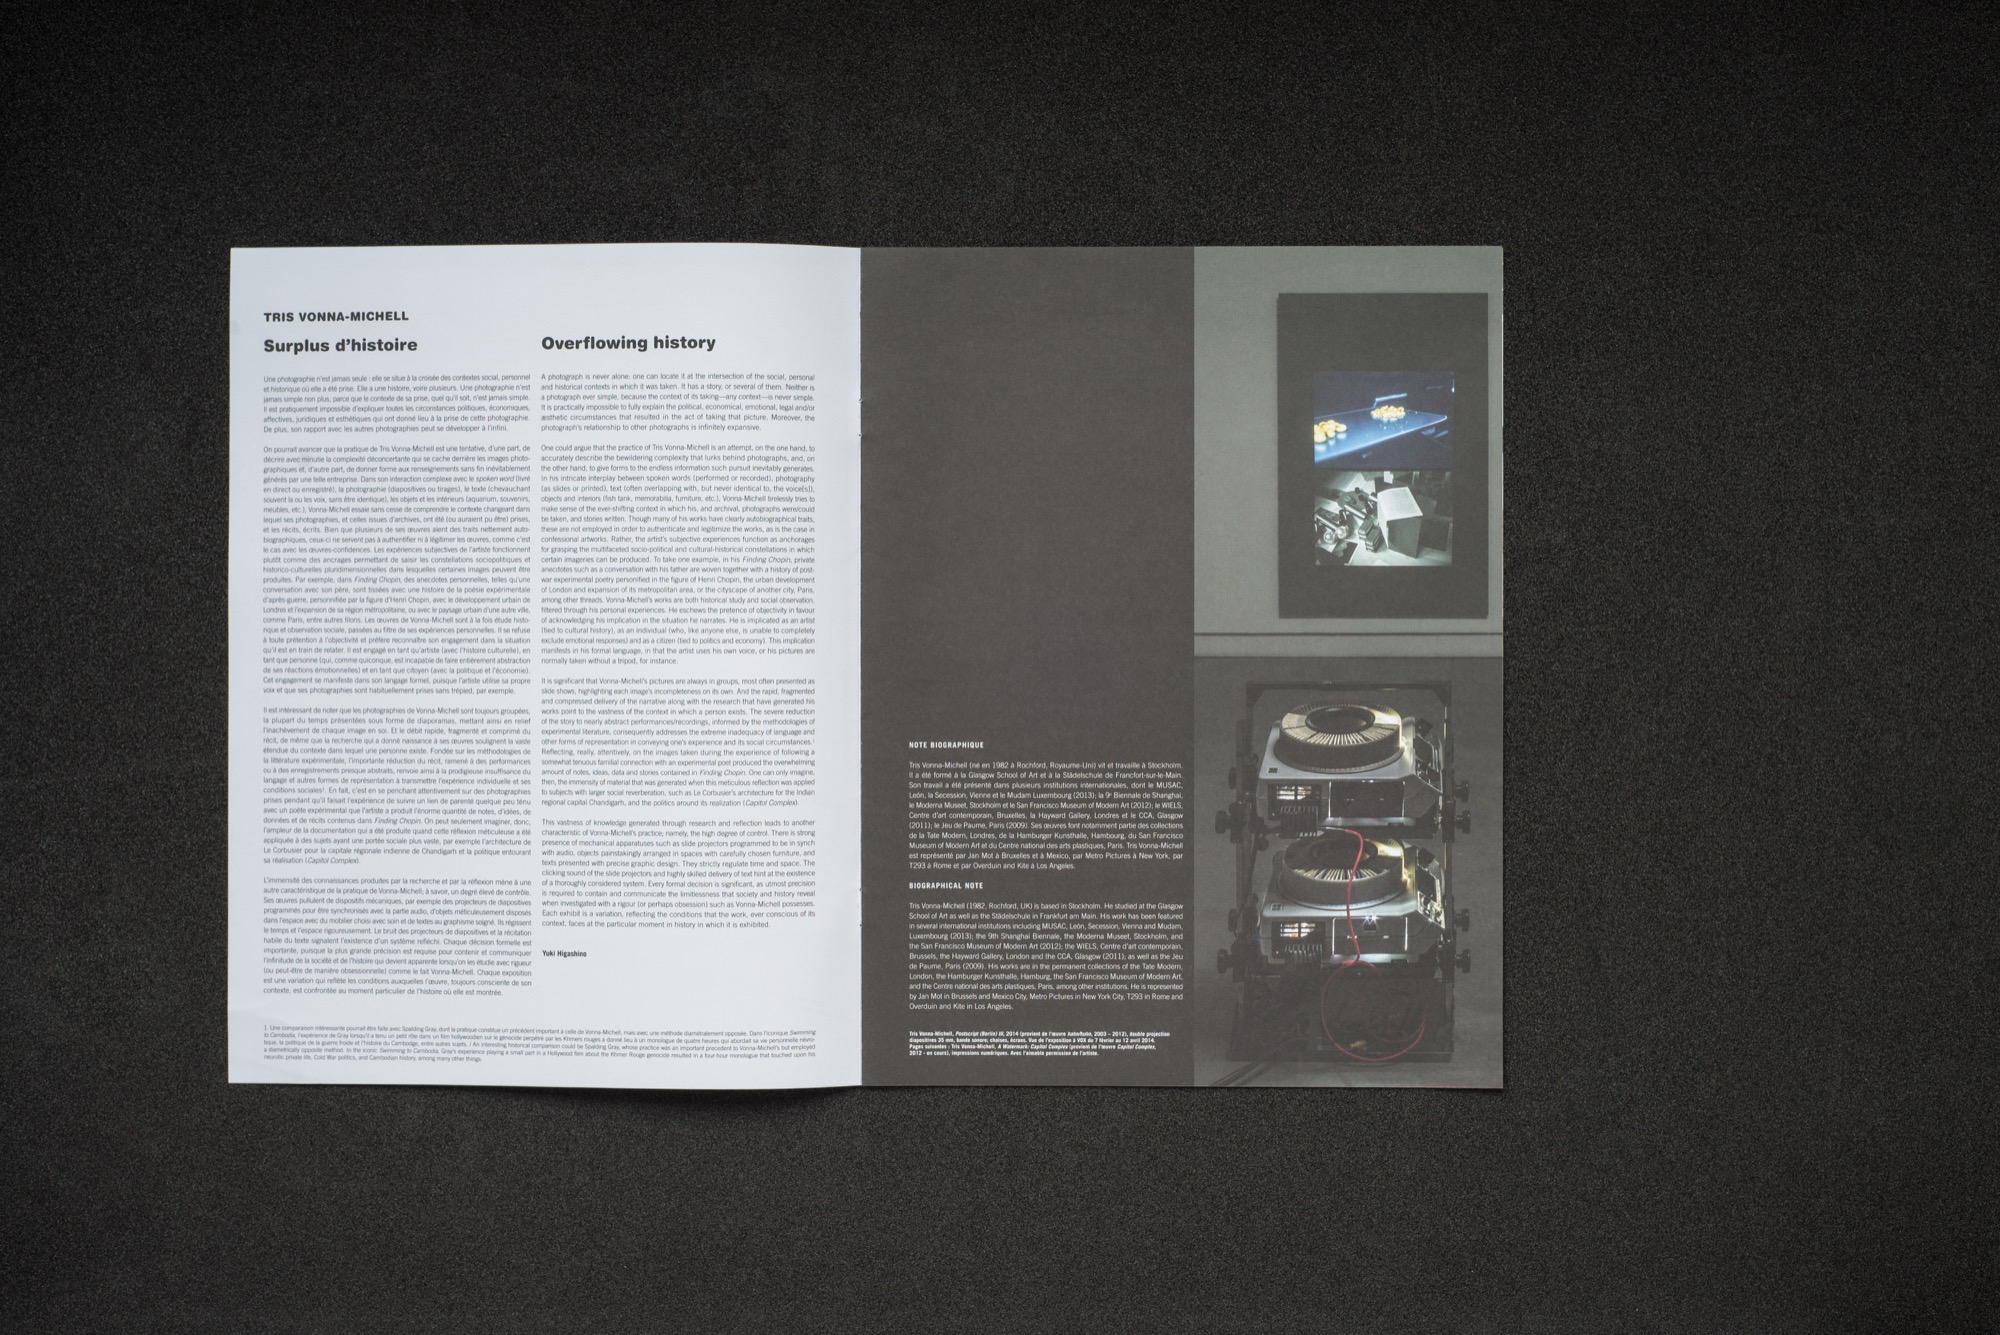 TRIS VONNA-MICHELL
Surplus d'histoire
Une photographie n'est jamais seule : elle se situe à la croisée des contextes social, personnel
et historique où elle a été prise. Elle a une histoire, voire plusieurs. Une photographie n'est
jamais simple non plus, parce que le contexte de sa prise, quel qu'il soit, n'est jamais simple.
Il est pratiquement impossible d'expliquer toutes les circonstances politiques, économiques,
affectives, juridiques et esthétiques qui ont donné lieu à la prise de cette photographie.
De plus, son rapport avec les autres photographies peut se développer à l'infini.
On pourrait avancer que la pratique de Tris Vonna-Michell est une tentative, d'une part, de
décrire avec minutie la complexité déconcertante qui se cache derrière les images photo-
graphiques et, d'autre part, de donner forme aux renseignements sans fin inévitablement
générés par une telle entreprise. Dans son interaction complexe avec le spoken word (livré
en direct ou enregistré), la photographie (diapositives ou tirages), le texte (chevauchant
souvent la ou les voix, sans être identique), les objets et les intérieurs (aquarium, souvenirs,
meubles, etc.), Vonna-Michell essaie sans cesse de comprendre le contexte changeant dans
lequel ses photographies, et celles issues d'archives, ont été (ou auraient pu être) prises,
et les récits, écrits. Bien que plusieurs de ses œuvres aient des traits nettement auto-
biographiques, ceux-ci ne servent pas à authentifier ni à légitimer les œuvres, comme c'est
le cas avec les œuvres-confidences. Les expériences subjectives de l'artiste fonctionnent
plutôt comme des ancrages permettant de saisir les constellations sociopolitiques et
historico-culturelles pluridimensionnelles dans lesquelles certaines images peuvent être
produites. Par exemple, dans Finding Chopin, des anecdotes personnelles, telles qu'une
conversation avec son père, sont tissées avec une histoire de la poésie expérimentale
d'après-guerre, personnifiée par la figure d'Henri Chopin, avec le développement urbain de
Londres et l'expansion de sa région métropolitaine, ou avec le paysage urbain d'une autre ville,
comme Paris, entre autres filons. Les œuvres de Vonna-Michell sont à la fois étude histo-
rique et observation sociale, passées au filtre de ses expériences personnelles. Il se refuse
à toute prétention à l'objectivité et préfère reconnaître son engagement dans la situation
qu'il est en train de relater. Il est engagé en tant qu'artiste (avec l'histoire culturelle), en
tant que personne (qui, comme quiconque, est incapable de faire entièrement abstraction
de ses réactions émotionnelles) et en tant que citoyen (avec la politique et l'économie).
Cet engagement se manifeste dans son langage formel, puisque l'artiste utilise sa propre
voix et que ses photographies sont habituellement prises sans trépied, par exemple.
Il est intéressant de noter que les photographies de Vonna-Michell sont toujours groupées,
la plupart du temps présentées sous forme de diaporamas, mettant ainsi en relief
l'inachèvement de chaque image en soi. Et le débit rapide, fragmenté et comprimé du
récit, de même que la recherche qui a donné naissance à ses œuvres soulignent la vaste
étendue du contexte dans lequel une personne existe. Fondée sur les méthodologies de
la littérature expérimentale, l'importante réduction du récit, ramené à des performances
ou à des enregistrements presque abstraits, renvoie ainsi à la prodigieuse insuffisance du
langage et autres formes de représentation à transmettre l'expérience individuelle et ses
conditions sociales¹. En fait, c'est en se penchant attentivement sur des photographies
prises pendant qu'il faisait l'expérience de suivre un lien de parenté quelque peu ténu
avec un poète expérimental que l'artiste a produit l'énorme quantité de notes, d'idées, de
données et de récits contenus dans Finding Chopin. On peut seulement imaginer, donc,
l'ampleur de la documentation qui a été produite quand cette réflexion méticuleuse a été
appliquée à des sujets ayant une portée sociale plus vaste, par exemple l'architecture de
Le Corbusier pour la capitale régionale indienne de Chandigarh et la politique entourant
sa réalisation (Capitol Complex).
L'immensité des connaissances produites par la recherche et par la réflexion mène à une
autre caractéristique de la pratique de Vonna-Michell, à savoir, un degré élevé de contrôle.
Ses œuvres pullulent de dispositifs mécaniques, par exemple des projecteurs de diapositives
programmés pour être synchronisés avec la partie audio, d'objets méticuleusement disposés
dans l'espace avec du mobilier choisi avec soin et de textes au graphisme soigné. Ils régissent
le temps et l'espace rigoureusement. Le bruit des projecteurs de diapositives et la récitation
habile du texte signalent l'existence d'un système réfléchi. Chaque décision formelle est
importante, puisque la plus grande précision est requise pour contenir et communiquer
l'infinitude de la société et de l'histoire qui devient apparente lorsqu'on les étudie avec rigueur
(ou peut-être de manière obsessionnelle) comme le fait Vonna-Michell. Chaque exposition
est une variation qui reflète les conditions auxquelles l'œuvre, toujours consciente de son
contexte, est confrontée au moment particulier de l'histoire où elle est montrée.
Overflowing history
A photograph is never alone: one can locate it at the intersection of the social, personal
and historical contexts in which it was taken. It has a story, or several of them. Neither is
a photograph ever simple, because the context of its taking—any context—is never simple.
It is practically impossible to fully explain the political, economical, emotional, legal and/or
æsthetic circumstances that resulted in the act of taking that picture. Moreover, the
photograph's relationship to other photographs is infinitely expansive.
One could argue that the practice of Tris Vonna-Michell is an attempt, on the one hand, to
accurately describe the bewildering complexity that lurks behind photographs, and, on
the other hand, to give forms to the endless information such pursuit inevitably generates.
In his intricate interplay between spoken words (performed or recorded), photography
(as slides or printed), text (often overlapping with, but never identical to, the voice[s]),
objects and interiors (fish tank, memorabilia, furniture, etc.), Vonna-Michell tirelessly tries to
make sense of the ever-shifting context in which his, and archival, photographs were/could
be taken, and stories written. Though many of his works have clearly autobiographical traits,
these are not employed in order to authenticate and legitimize the works, as is the case in
confessional artworks. Rather, the artist's subjective experiences function as anchorages
for grasping the multifaceted socio-political and cultural-historical constellations in which
certain imageries can be produced. To take one example, in his Finding Chopin, private
anecdotes such as a conversation with his father are woven together with a history of post-
war experimental poetry personified in the figure of Henri Chopin, the urban development
of London and expansion of its metropolitan area, or the cityscape of another city, Paris,
among other threads. Vonna-Michell's works are both historical study and social observation,
filtered through his personal experiences. He eschews the pretence of objectivity in favour
of acknowledging his implication in the situation he narrates. He is implicated as an artist
(tied to cultural history), as an individual (who, like anyone else, is unable to completely
exclude emotional responses) and as a citizen (tied to politics and economy). This implication
manifests in his formal language, in that the artist uses his own voice, or his pictures are
normally taken without a tripod, for instance.
It is significant that Vonna-Michell's pictures are always in groups, most often presented as
slide shows, highlighting each image's incompleteness on its own. And the rapid, fragmented
and compressed delivery of the narrative along with the research that have generated his
works point to the vastness of the context in which a person exists. The severe reduction
of the story to nearly abstract performances/recordings, informed by the methodologies of
experimental literature, consequently addresses the extreme inadequacy of language and
other forms of representation in conveying one's experience and its social circumstances.¹
Reflecting, really, attentively, on the images taken during the experience of following a
somewhat tenuous familial connection with an experimental poet produced the overwhelming
amount of notes, ideas, data and stories contained in Finding Chopin. One can only imagine,
then, the immensity of material that was generated when this meticulous reflection was applied
to subjects with larger social reverberation, such as Le Corbusier's architecture for the Indian
regional capital Chandigarh, and the politics around its realization (Capitol Complex).
This vastness of knowledge generated through research and reflection leads to another
characteristic of Vonna-Michell's practice, namely, the high degree of control. There is strong
presence of mechanical apparatuses such as slide projectors programmed to be in synch
with audio, objects painstakingly arranged in spaces with carefully chosen furniture, and
texts presented with precise graphic design. They strictly regulate time and space. The
clicking sound of the slide projectors and highly skilled delivery of text hint at the existence
of a thoroughly considered system. Every formal decision is significant, as utmost precision
is required to contain and communicate the limitlessness that society and history reveal
when investigated with a rigour (or perhaps obsession) such as Vonna-Michell possesses.
Each exhibit is a variation, reflecting the conditions that the work, ever conscious of its
context, faces at the particular moment in history in which it is exhibited.
Yuki Higashino
1. Une comparaison intéressante pourrait être faite avec Spalding Gray, dont la pratique constitue un précédent important à celle de Vonna-Michell, mais avec une méthode diamétralement opposée. Dans l'iconique Swimming
to Cambodia, l'expérience de Gray lorsqu'il a tenu un petit rôle dans un film hollywoodien sur le génocide perpétré par les Khmers rouges a donné lieu à un monologue de quatre heures qui abordait sa vie personnelle névro-
tique, la politique de la guerre froide et l'histoire du Cambodge, entre autres sujets. / An interesting historical comparison could be Spalding Gray, whose practice was an important precedent to Vonna-Michell's but employed
a diametrically opposite method. In the iconic Swimming to Cambodia, Gray's experience playing a small part in a Hollywood film about the Khmer Rouge genocide resulted in a four-hour monologue that touched upon his
neurotic private life, Cold War politics, and Cambodian history, among many other things.
NOTE BIOGRAPHIQUE
Tris Vonna-Michell (né en 1982 à Rochford, Royaume-Uni) vit et travaille à Stockholm.
Il a été formé à la Glasgow School of Art et à la Städelschule de Francfort-sur-le-Main.
Son travail a été présenté dans plusieurs institutions internationales, dont le MUSAC,
León, la Secession, Vienne et le Mudam Luxembourg (2013); la 9ᵉ Biennale de Shanghai,
le Moderna Museet, Stockholm et le San Francisco Museum of Modern Art (2012); le WIELS,
Centre d'art contemporain, Bruxelles, la Hayward Gallery, Londres et le CCA, Glasgow
(2011); le Jeu de Paume, Paris (2009). Ses œuvres font notamment partie des collections
de la Tate Modern, Londres, de la Hamburger Kunsthalle, Hambourg, du San Francisco
Museum of Modern Art et du Centre national des arts plastiques, Paris. Tris Vonna-Michell
est représenté par Jan Mot à Bruxelles et à Mexico, par Metro Pictures à New York, par
T293 à Rome et par Overduin and Kite à Los Angeles.
BIOGRAPHICAL NOTE
Tris Vonna-Michell (1982, Rochford, UK) is based in Stockholm. He studied at the Glasgow
School of Art as well as the Städelschule in Frankfurt am Main. His work has been featured
in several international institutions including MUSAC, León, Secession, Vienna and Mudam,
Luxembourg (2013); the 9th Shanghai Biennale, the Moderna Museet, Stockholm, and
the San Francisco Museum of Modern Art (2012); the WIELS, Centre d'art contemporain,
Brussels, the Hayward Gallery, London and the CCA, Glasgow (2011); as well as the Jeu
de Paume, Paris (2009). His works are in the permanent collections of the Tate Modern,
London, the Hamburger Kunsthalle, Hamburg, the San Francisco Museum of Modern Art,
and the Centre national des arts plastiques, Paris, among other institutions. He is represented
by Jan Mot in Brussels and Mexico City, Metro Pictures in New York City, T293 in Rome and
Overduin and Kite in Los Angeles.
Tris Vonna-Michell, Postscript (Berlin) III, 2014 (provient de l'œuvre hahn/huhn, 2003 – 2012), double projection
diapositives 35 mm, bande sonore; chaises, écrans. Vue de l'exposition à VOX du 7 février au 12 avril 2014.
Pages suivantes : Tris Vonna-Michell, A Watermark: Capitol Complex (provient de l'œuvre Capitol Complex,
2012 - en cours), impressions numériques. Avec l'aimable permission de l'artiste.